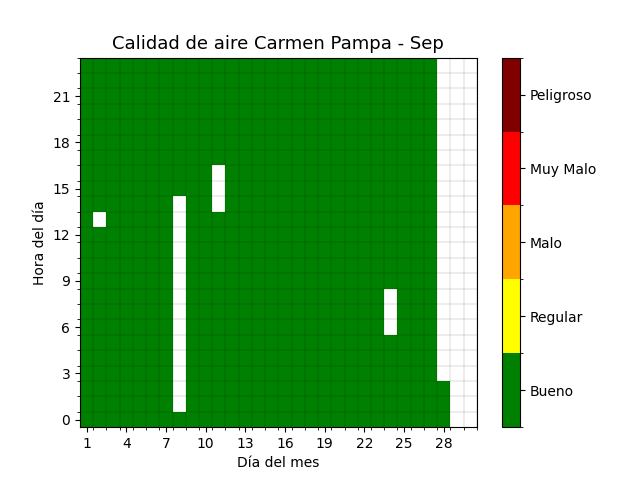 Calidad de aire Carmen Pampa - Sep
Hora del día
21
18
15
12
9
6
3
0
1 4 7 10 13 16 19 22 25 28
Día del mes
Peligroso
Muy Malo
Malo
Regular
Bueno